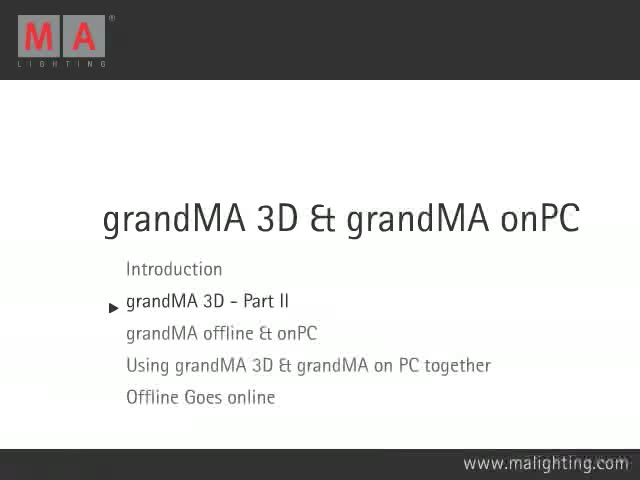 MA®
LIGHTING
grandMA 3D & grandMA onPC
Introduction
grandMA 3D - Part II
grandMA offline & onPC
Using grandMA 3D & grandMA on PC together
Offline Goes online
www.malighting.com